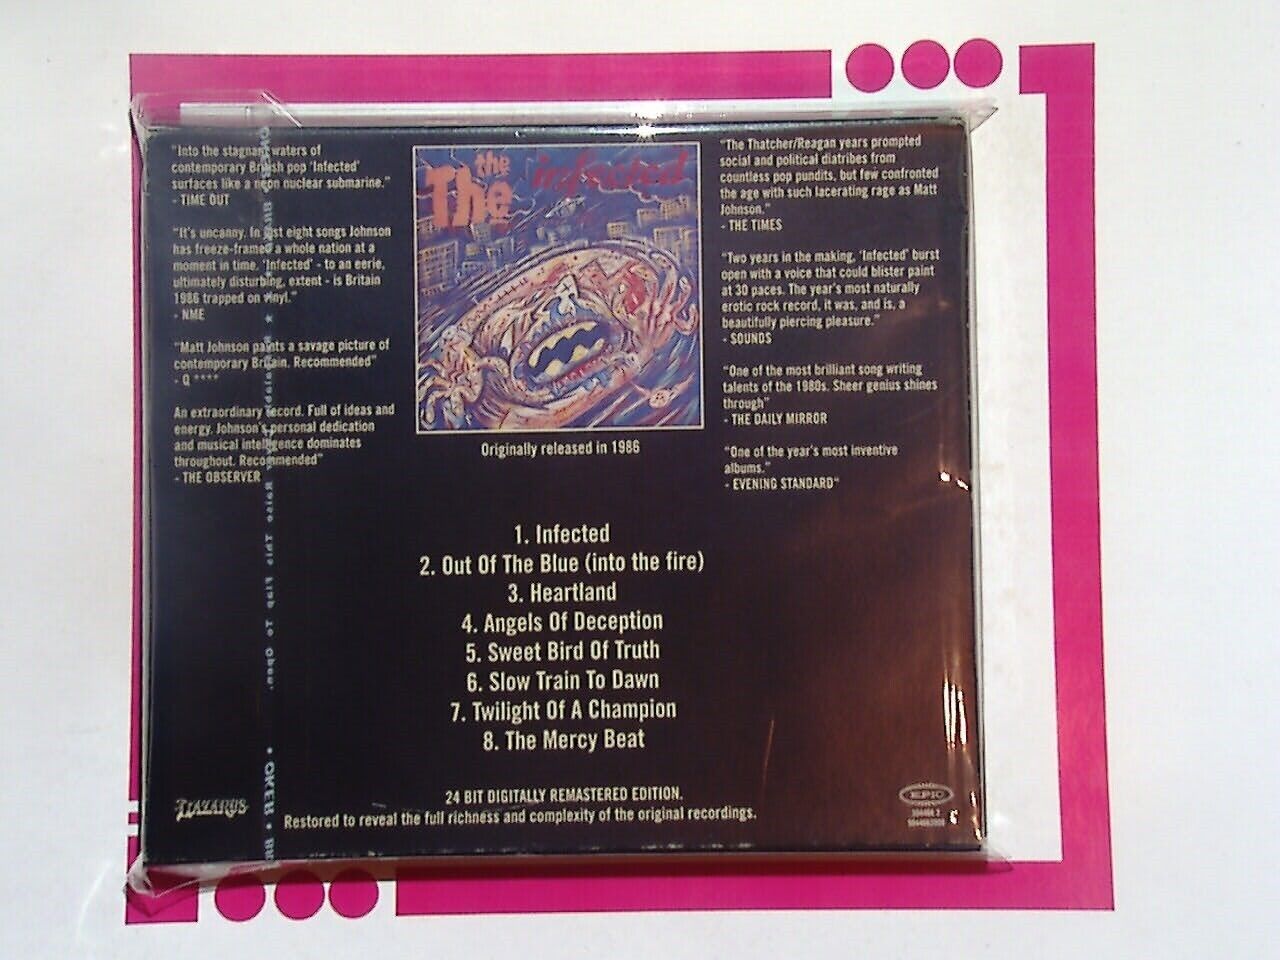 "Into the stagnant waters of
contemporary British pop 'Infected'
surfaces like a neon nuclear submarine."
- TIME OUT
"It's uncanny. In just eight songs Johnson
has freeze-framed a whole nation at a
moment in time. 'Infected' - to an eerie,
ultimately disturbing, extent - is Britain
1986 trapped on vinyl."
- NME
"Matt Johnson paints a savage picture of
contemporary Britain. Recommended"
- Q ****
An extraordinary record. Full of ideas and
energy. Johnson's personal dedication
and musical intelligence dominates
throughout. Recommended"
- THE OBSERVER
the
The
infected
Originally released in 1986
"The Thatcher/Reagan years prompted
social and political diatribes from
countless pop pundits, but few confronted
the age with such lacerating rage as Matt
Johnson."
- THE TIMES
"Two years in the making, 'Infected' burst
open with a voice that could blister paint
at 30 paces. The year's most naturally
erotic rock record, it was, and is, a
beautifully piercing pleasure."
- SOUNDS
"One of the most brilliant song writing
talents of the 1980s. Sheer genius shines
through"
- THE DAILY MIRROR
"One of the year's most inventive
albums."
- EVENING STANDARD"
1. Infected
2. Out Of The Blue (into the fire)
3. Heartland
4. Angels Of Deception
5. Sweet Bird Of Truth
6. Slow Train To Dawn
7. Twilight Of A Champion
8. The Mercy Beat
24 BIT DIGITALLY REMASTERED EDITION.
Restored to reveal the full richness and complexity of the original recordings.
LAZARUS
EPIC
504466 2
5044662000
Raise This Flap To Open.